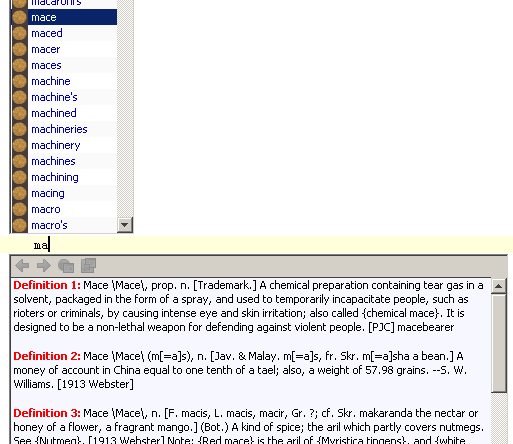 macaroni's
mace
maced
macer
maces
machine
machine's
machined
machineries
machinery
machines
machining
macing
macro
macro's
ma
Definition 1: Mace \Mace\, prop. n. [Trademark.] A chemical preparation containing tear gas in a
solvent, packaged in the form of a spray, and used to temporarily incapacitate people, such as
rioters or criminals, by causing intense eye and skin irritation; also called {chemical mace}. It is
designed to be a non-lethal weapon for defending against violent people. [PJC] macebearer
Definition 2: Mace \Mace\ (m[=a]s), n. [Jav. & Malay. m[=a]s, fr. Skr. m[=a]sha a bean.] A
money of account in China equal to one tenth of a tael; also, a weight of 57.98 grains. --S. W.
Williams. [1913 Webster]
Definition 3: Mace \Mace\, n. [F. macis, L. macis, macir, Gr. ?; cf. Skr. makaranda the nectar or
honey of a flower, a fragrant mango.] (Bot.) A kind of spice; the aril which partly covers nutmegs.
See {Nutmeg}. [1913 Webster] Note: {Red mace} is the aril of {Myristica tingens}, and {white